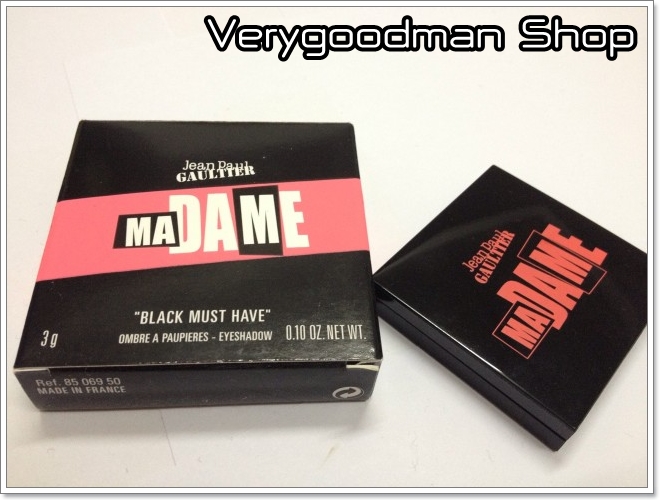 Verygoodman Shop
Jean Paul
GAULTIER
MADAME
"BLACK MUST HAVE"
3 g OMBRE A PAUPIERES - EYESHADOW 0.10 OZ. NET WT.
Ref. 85 069 50
MADE IN FRANCE
Jean Paul
GAULTIER
MADAME